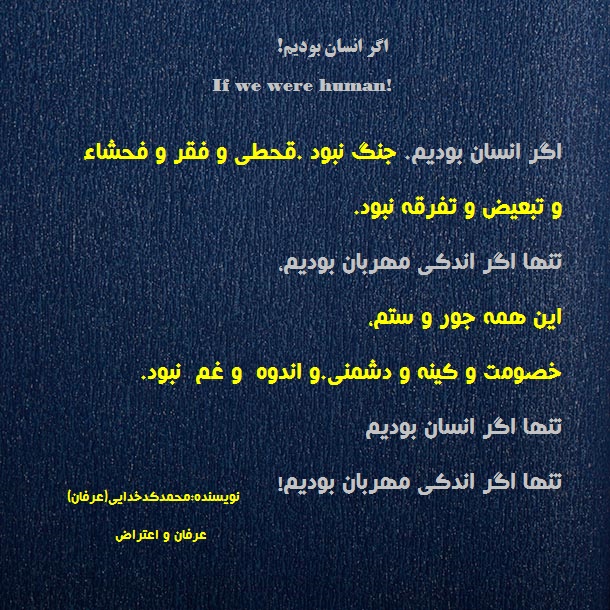 اگر انسان بودیم!
If we were human!
اگر انسان بودیم. جنگ نبود .قحطی و فقر و فحشاء
و تبعیض و تفرقه نبود.
تنها اگر اندکی مهربان بودیم،
این همه جور و ستم،
خصومت و کینه و دشمنی.و اندوه و غم نبود.
تنها اگر انسان بودیم
تنها اگر اندکی مهربان بودیم!
نویسنده:محمدکدخدایی(عرفان)
عرفان و اعتراض